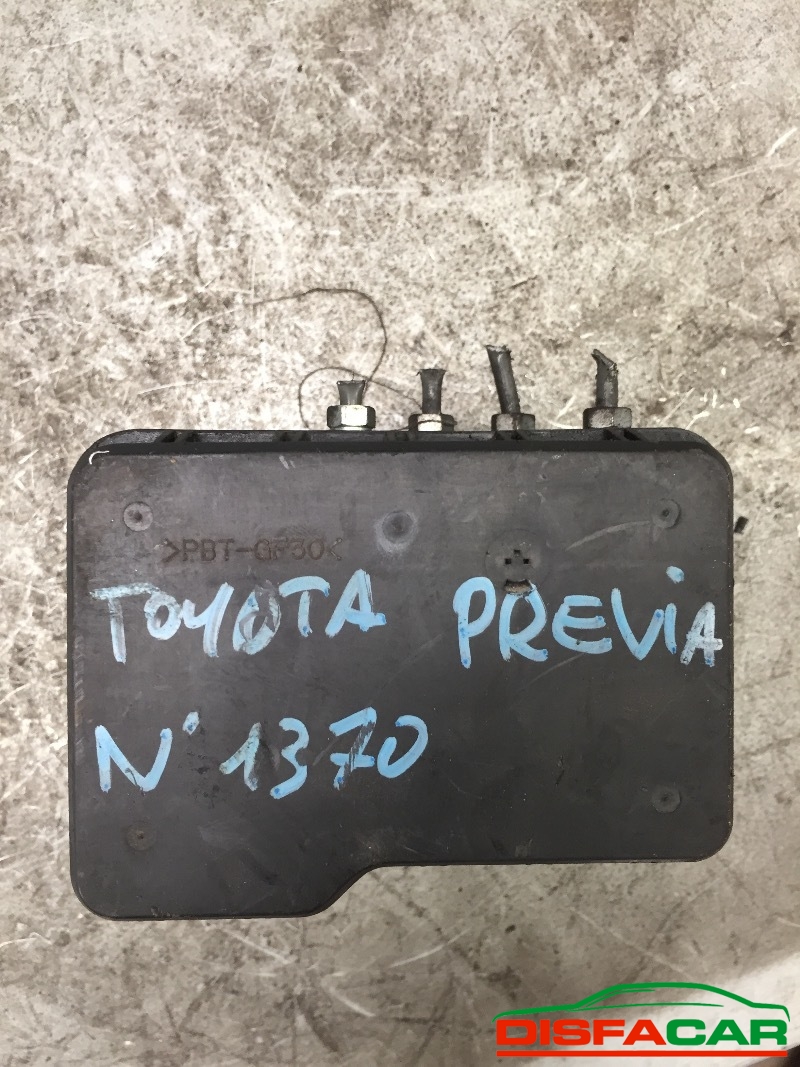 >PBT-GF30<
TOYOTA PREViA
N° 1370
DISFACAR